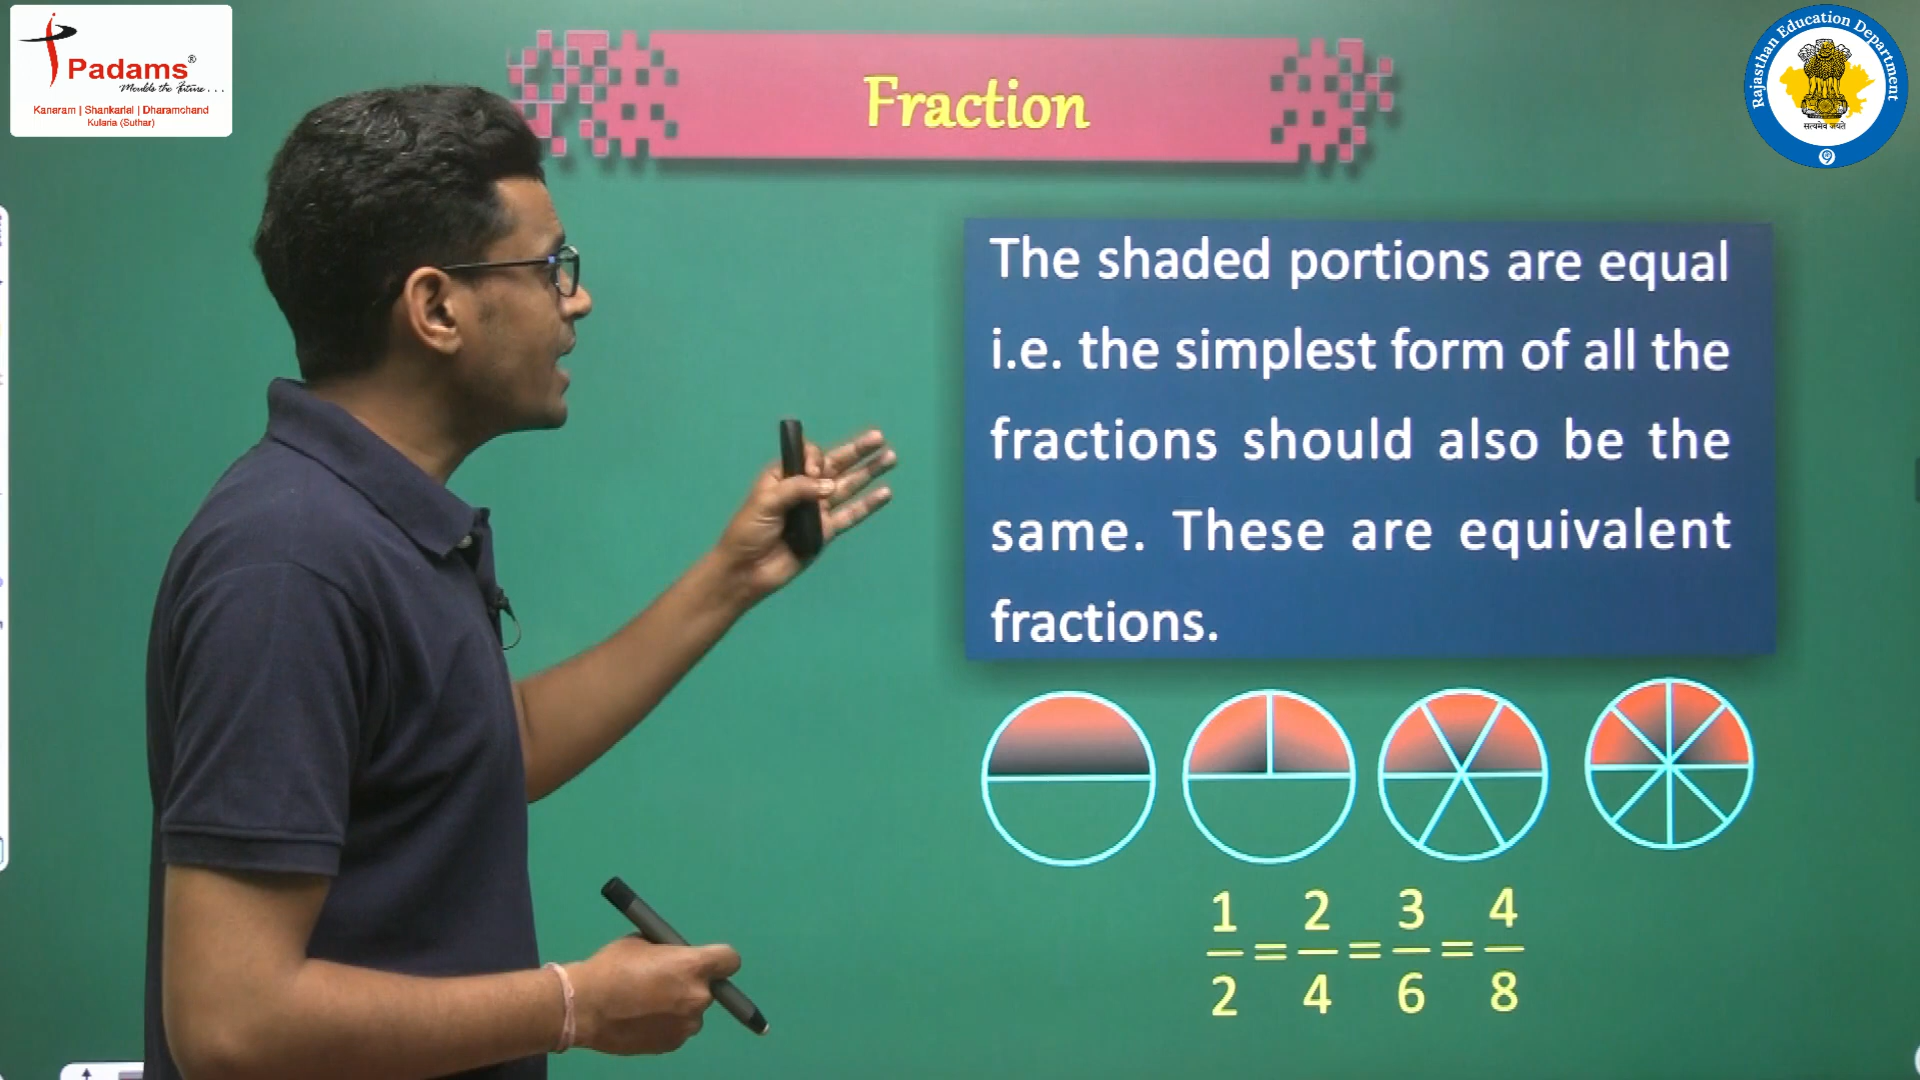 Padams®
Moulds the Future...
Kanaram | Shankarlal | Dharamchand
Kularia (Suthar)
Fraction
Rajasthan Education Department
सत्यमेव जयते
The shaded portions are equal
i.e. the simplest form of all the
fractions should also be the
same. These are equivalent
fractions.
1/2 = 2/4 = 3/6 = 4/8